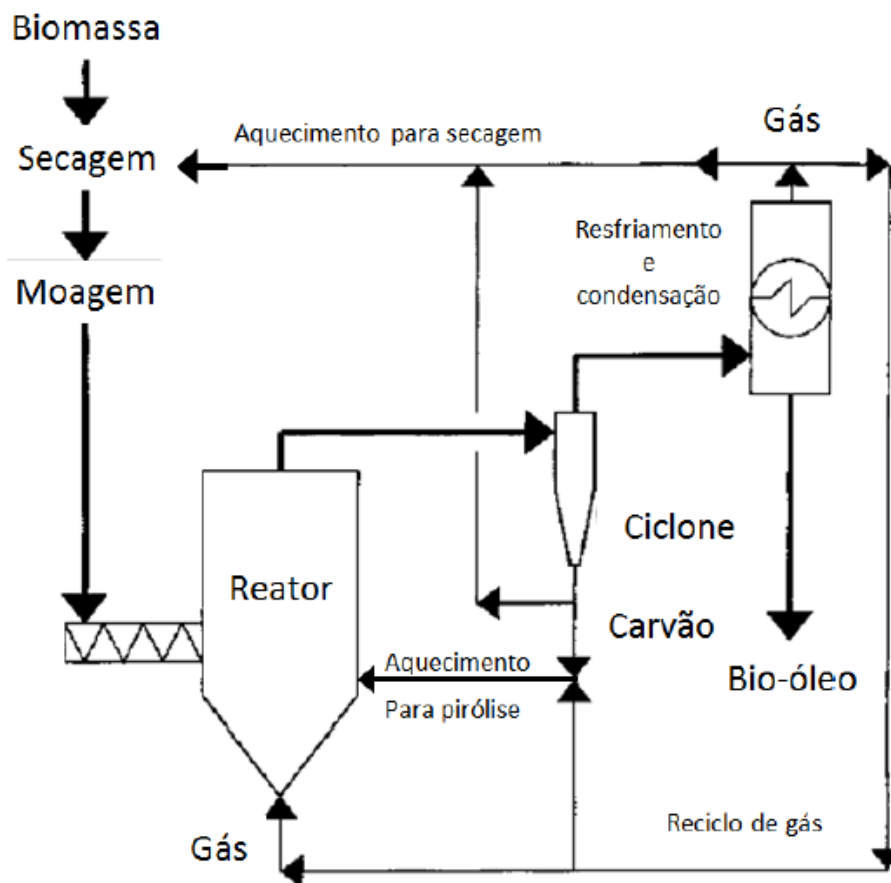 Biomassa
Aquecimento para secagem
Gás
Secagem
Resfriamento
e
condensação
Moagem
Ciclone
Reator
Carvão
Aquecimento
Bio-óleo
Para pirólise
Reciclo de gás
Gás